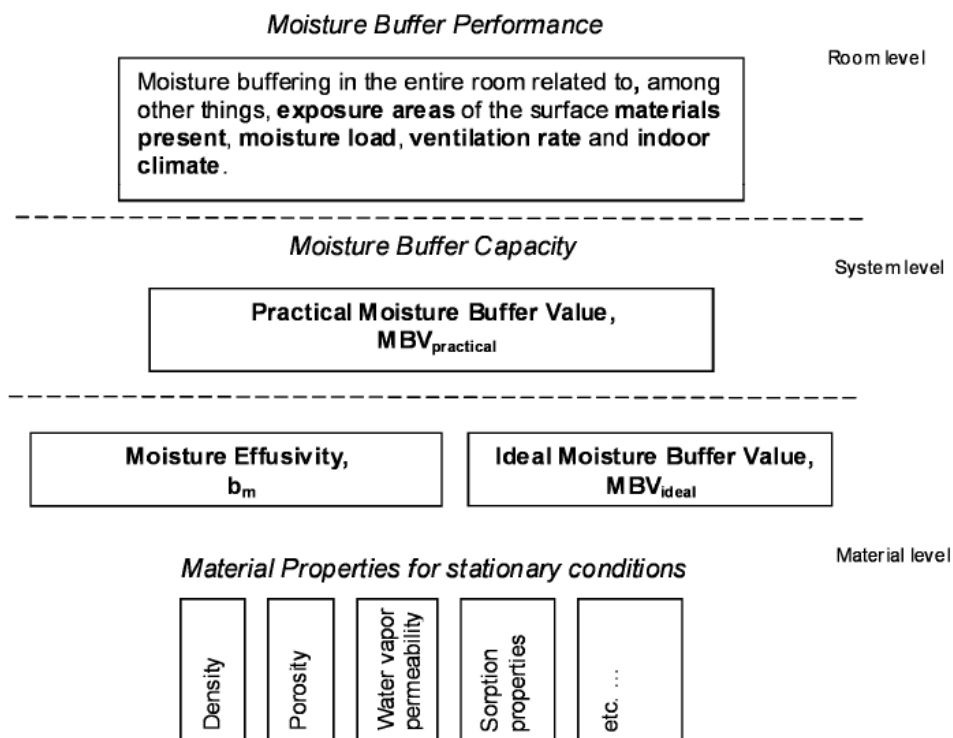 Moisture Buffer Performance
Room level
Moisture buffering in the entire room related to, among
other things, exposure areas of the surface materials
present, moisture load, ventilation rate and indoor
climate.
Moisture Buffer Capacity
System level
Practical Moisture Buffer Value,
MBVpractical
Moisture Effusivity,
bm
Ideal Moisture Buffer Value,
MBVideal
Material level
Material Properties for stationary conditions
Density
Porosity
Water vapor
permeability
Sorption
properties
etc. ...